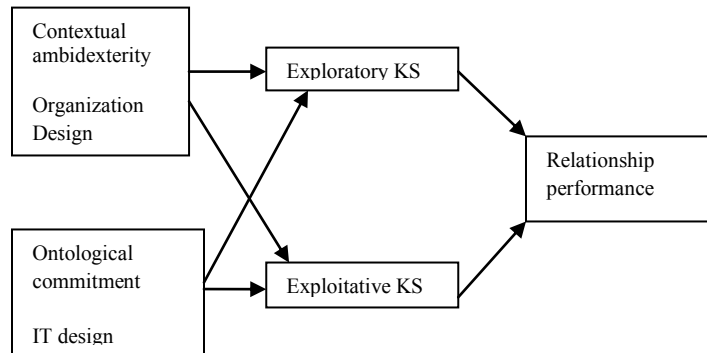 Contextual
ambidexterity
Organization
Design
Exploratory KS
Relationship
performance
Ontological
commitment
IT design
Exploitative KS